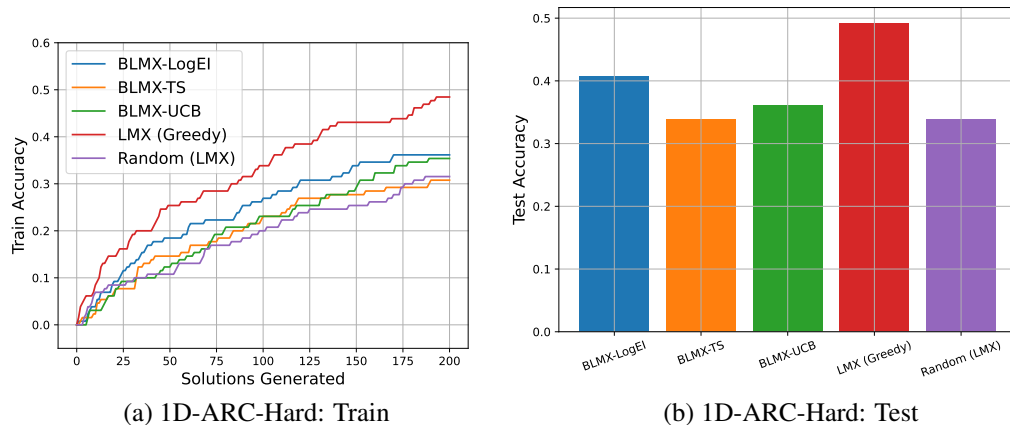 0.6
0.5
0.4
0.3
0.2
0.1
0.0
Train Accuracy
BLMX-LogEI
BLMX-TS
BLMX-UCB
LMX (Greedy)
Random (LMX)
0 25 50 75 100 125 150 175 200
Solutions Generated
(a) 1D-ARC-Hard: Train
0.5
0.4
0.3
0.2
0.1
0.0
Test Accuracy
BLMX-LogEI BLMX-TS BLMX-UCB LMX (Greedy) Random (LMX)
(b) 1D-ARC-Hard: Test